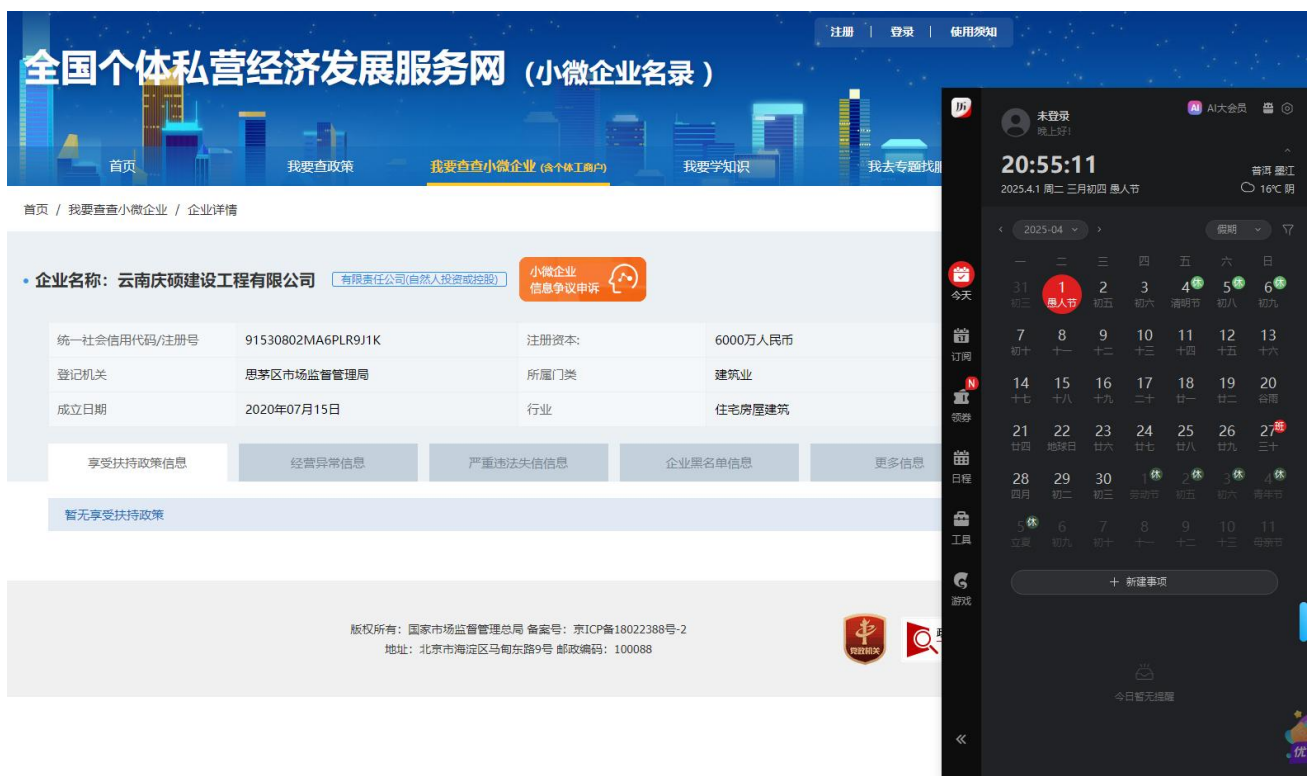 注册 | 登录 | 使用须知
全国个体私营经济发展服务网 (小微企业名录)
首页 我要查政策 我要查查小微企业 (含个体工商户) 我要学知识 我去专题找服
首页 / 我要查查小微企业 / 企业详情
• 企业名称：云南庆硕建设工程有限公司 有限责任公司(自然人投资或控股)
小微企业
信息争议申诉
统一社会信用代码/注册号 91530802MA6PLR9J1K 注册资本: 6000万人民币
登记机关 思茅区市场监督管理局 所属门类 建筑业
成立日期 2020年07月15日 行业 住宅房屋建筑
享受扶持政策信息 经营异常信息 严重违法失信信息 企业黑名单信息 更多信息
暂无享受扶持政策
版权所有：国家市场监督管理总局 备案号：京ICP备18022388号-2
地址：北京市海淀区马甸东路9号 邮政编码：100088
党政机关
历
未登录
晚上好!
AI AI大会员
20:55:11
普洱 墨江
2025.4.1 周二 三月初四 愚人节
16℃ 阴
2025-04 假期
一 二 三 四 五 六 日
31 1 2 3 4休 5休 6休
初三 愚人节 初五 初六 清明节 初八 初九
7 8 9 10 11 12 13
初十 十一 十二 十三 十四 十五 十六
14 15 16 17 18 19 20
十七 十八 十九 二十 廿一 廿二 谷雨
21 22 23 24 25 26 27班
廿四 地球日 廿六 廿七 廿八 廿九 三十
28 29 30 1休 2休 3休 4休
四月 初二 初三 劳动节 初五 初六 青年节
5休 6 7 8 9 10 11
立夏 初九 初十 十一 十二 十三 母亲节
今天
订阅
N
领券
日程
工具
游戏
+ 新建事项
今日暂无提醒
优